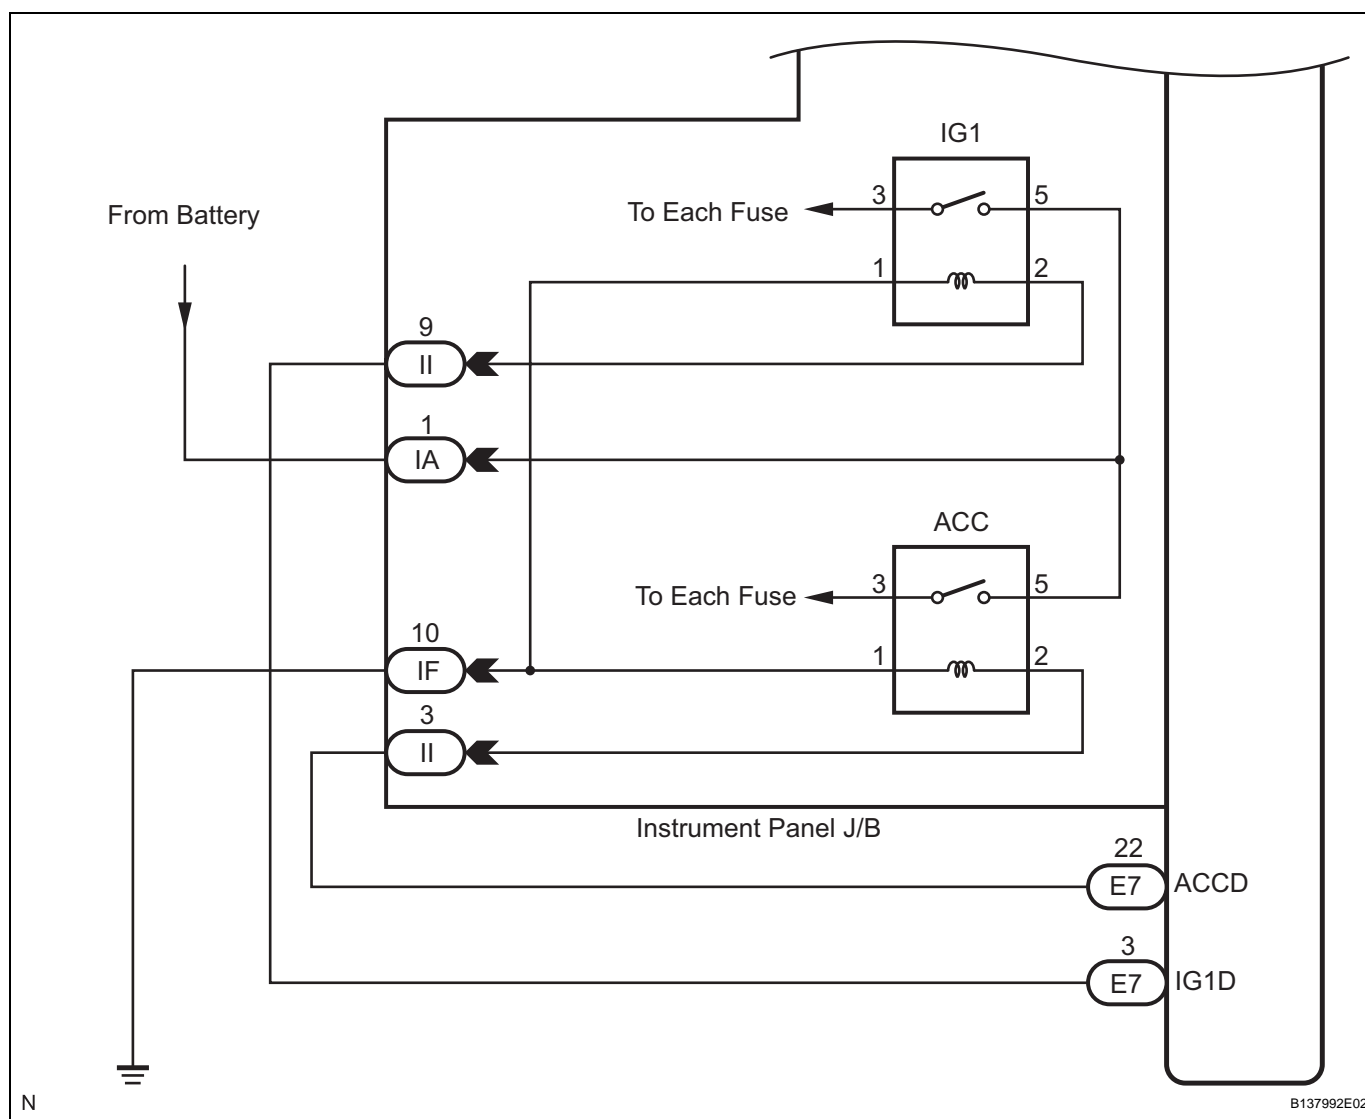 IG1
3
5
To Each Fuse
From Battery
1
2
9
II
1
IA
ACC
3
5
To Each Fuse
10
IF
1
2
3
II
Instrument Panel J/B
22
E7
ACCD
3
E7
IG1D
N
B137992E02